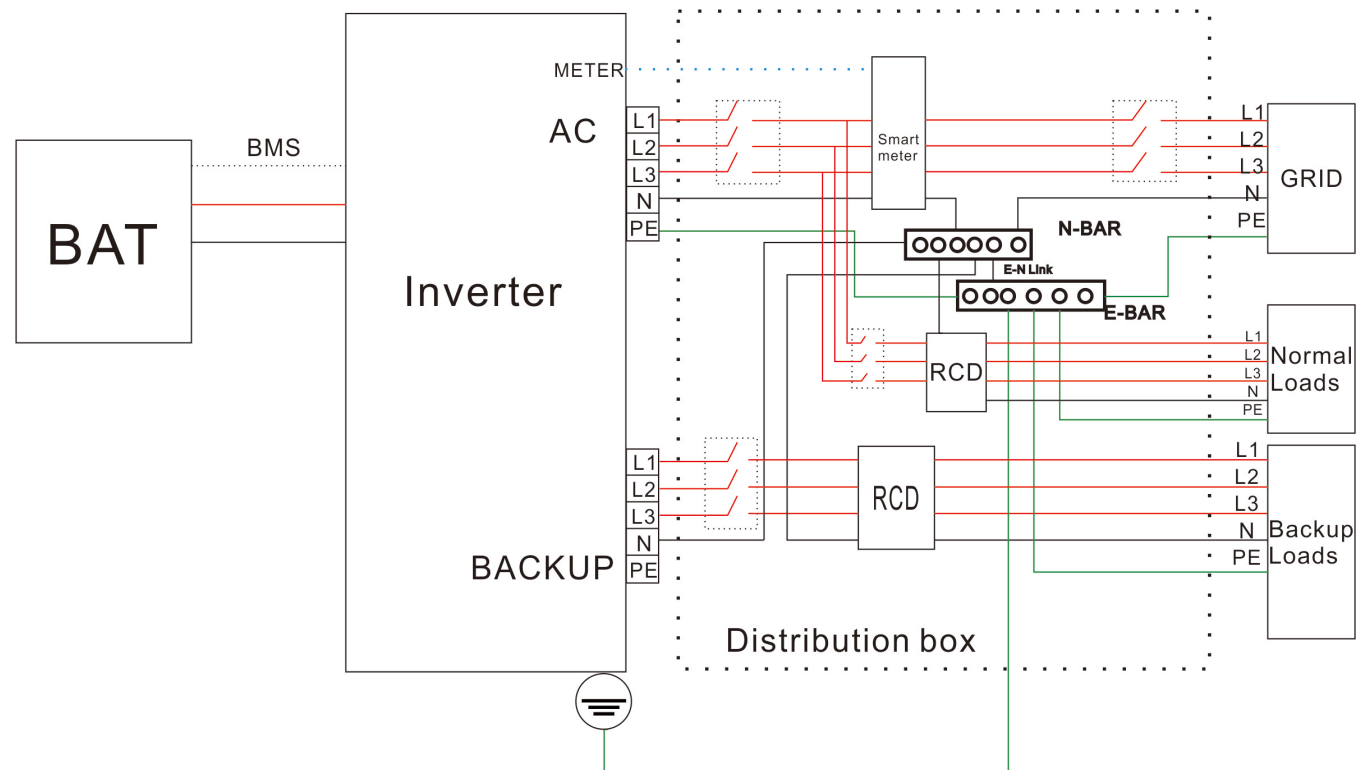 METER
AC
L1
L2
L3
N
PE
BMS
BAT
Inverter
Smart
meter
L1
L2
L3
N
PE
GRID
N-BAR
E-N Link
E-BAR
RCD
L1
L2
L3
N
PE
Normal
Loads
L1
L2
L3
N
PE
BACKUP
RCD
L1
L2
L3
N
PE
Backup
Loads
Distribution box